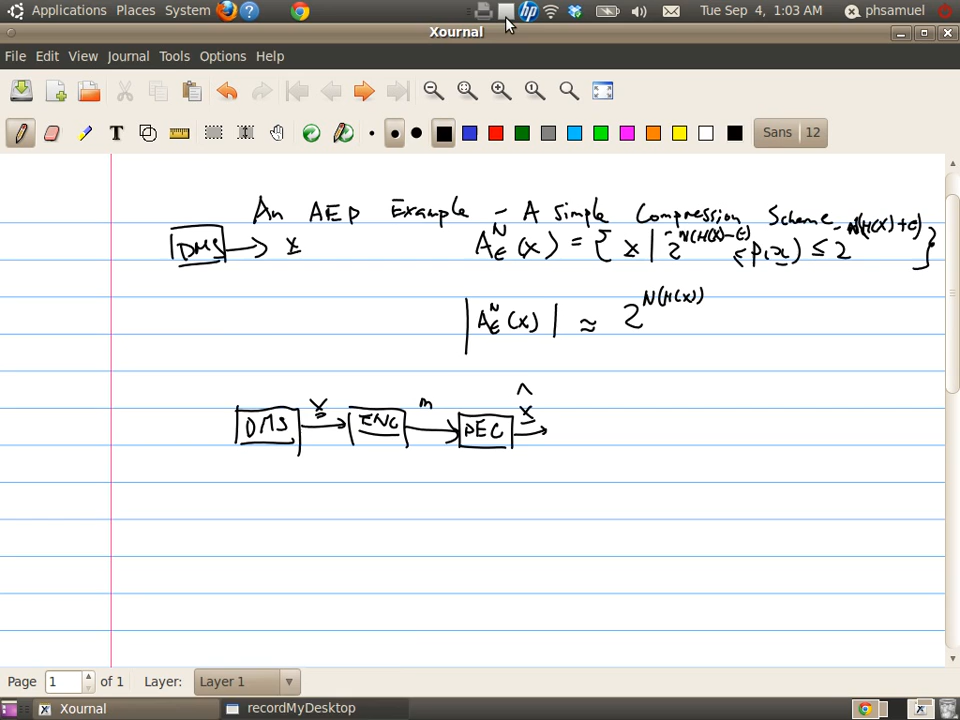 Applications Places System Tue Sep 4, 1:03 AM phsamuel
Xournal
File Edit View Journal Tools Options Help
Sans 12
An AEP Example - A Simple Compression Scheme
DMS → x A_ε^N (x) = { x | 2^-N(H(X)-ε) ≤ p(x) ≤ 2^-N(H(X)+ε) }
|A_ε^N (x)| ≈ 2^N(H(X))
DMS x ENC m DEC x̂
Page 1 of 1 Layer: Layer 1
Xournal recordMyDesktop